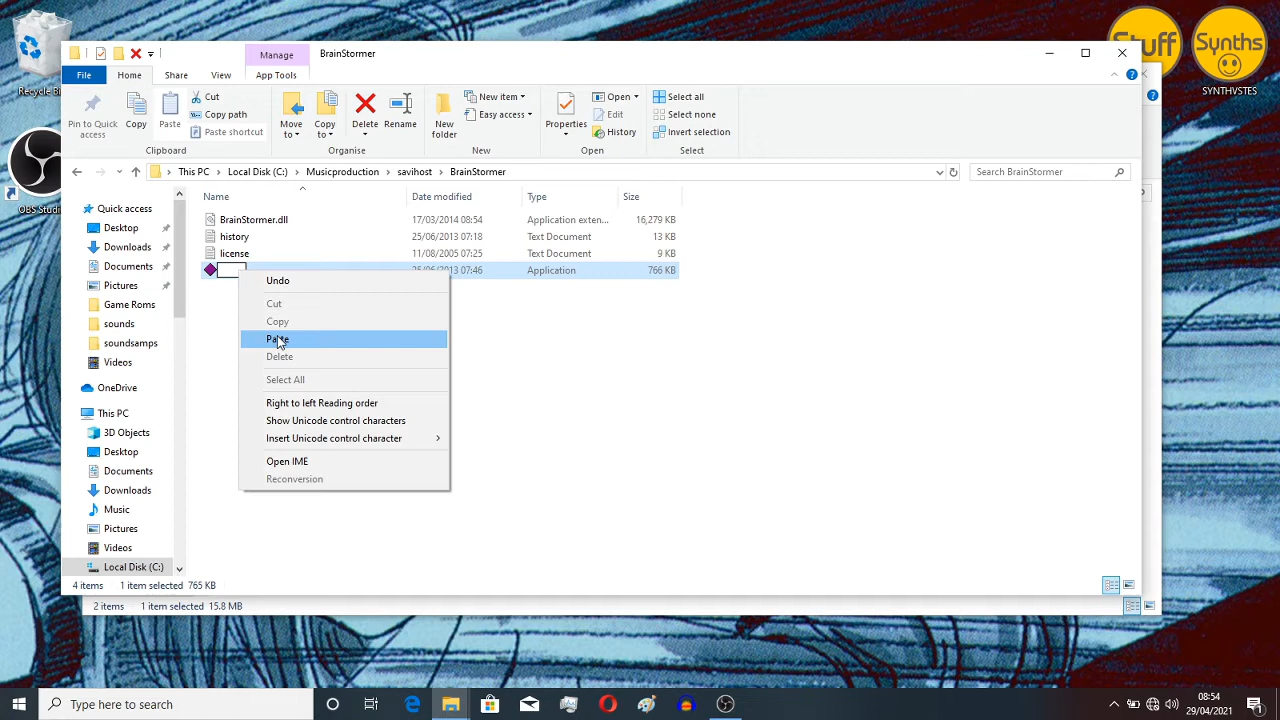 Recycle Bin
OBS Studio
Stuff
Synths
SYNTHVSTES
Manage
BrainStormer
File
Home
Share
View
App Tools
Pin to Quick access
Copy
Paste
Cut
Copy path
Paste shortcut
Clipboard
Move to
Copy to
Delete
Rename
Organise
New folder
New item
Easy access
New
Properties
Open
Edit
History
Open
Select all
Select none
Invert selection
Select
This PC
Local Disk (C:)
Musicproduction
savihost
BrainStormer
Search BrainStormer
Name
Date modified
Type
Size
BrainStormer.dll 17/03/2014 08:54 Application exten... 16,279 KB
history 25/06/2013 07:18 Text Document 13 KB
license 11/08/2005 07:25 Text Document 9 KB
25/06/2013 07:46 Application 766 KB
Quick access
Desktop
Downloads
Documents
Pictures
Game Roms
sounds
soundsamps
Videos
OneDrive
This PC
3D Objects
Desktop
Documents
Downloads
Music
Pictures
Videos
Local Disk (C:)
Undo
Cut
Copy
Paste
Delete
Select All
Right to left Reading order
Show Unicode control characters
Insert Unicode control character
Open IME
Reconversion
4 items 1 item selected 765 KB
2 items 1 item selected 15.8 MB
Type here to search
08:54
29/04/2021